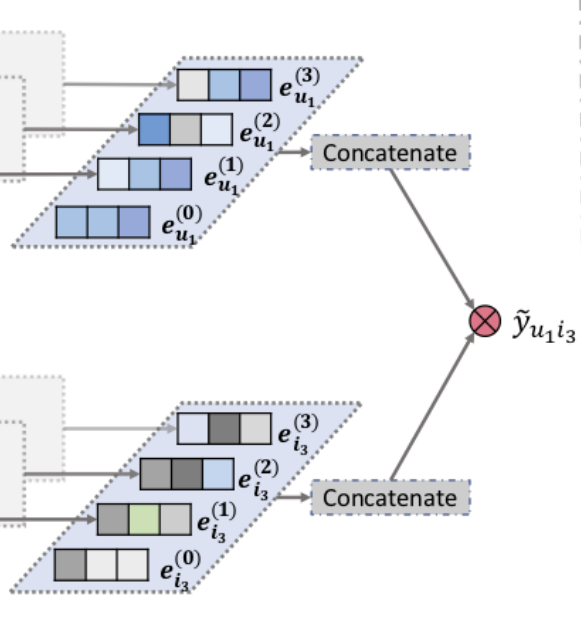 e_{u_1}^{(3)}
e_{u_1}^{(2)}
Concatenate
e_{u_1}^{(1)}
e_{u_1}^{(0)}
ỹ_{u_1 i_3}
e_{i_3}^{(3)}
e_{i_3}^{(2)}
Concatenate
e_{i_3}^{(1)}
e_{i_3}^{(0)}